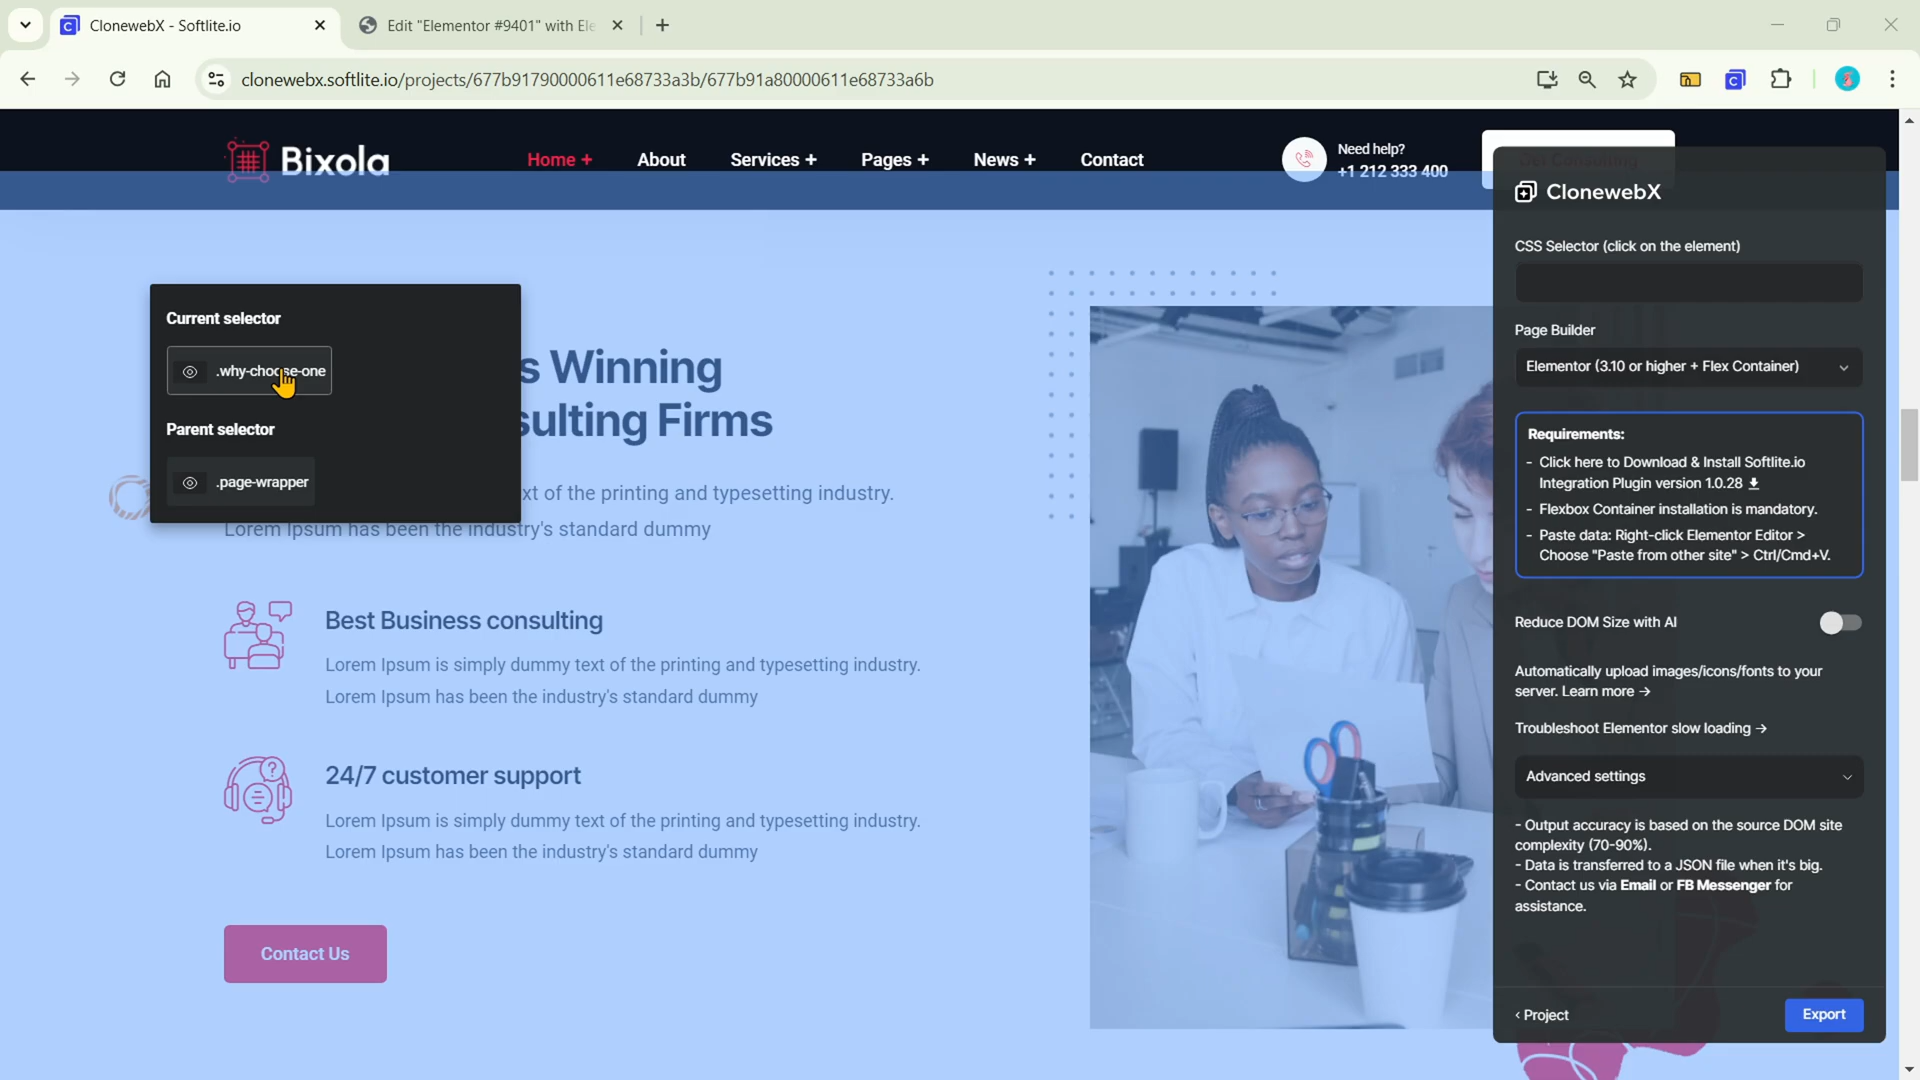 ClonewebX - Softlite.io
Edit "Elementor #9401" with Ele
clonewebx.softlite.io/projects/677b91790000611e68733a3b/677b91a80000611e68733a6b
Bixola
Home +
About
Services +
Pages +
News +
Contact
Need help?
+1 212 333 400
Get Consulting
Current selector
.why-choose-one
Parent selector
.page-wrapper
s Winning
sulting Firms
xt of the printing and typesetting industry.
Lorem Ipsum has been the industry's standard dummy
Best Business consulting
Lorem Ipsum is simply dummy text of the printing and typesetting industry.
Lorem Ipsum has been the industry's standard dummy
24/7 customer support
Lorem Ipsum is simply dummy text of the printing and typesetting industry.
Lorem Ipsum has been the industry's standard dummy
Contact Us
ClonewebX
CSS Selector (click on the element)
Page Builder
Elementor (3.10 or higher + Flex Container)
Requirements:
- Click here to Download & Install Softlite.io
Integration Plugin version 1.0.28
- Flexbox Container installation is mandatory.
- Paste data: Right-click Elementor Editor >
Choose "Paste from other site" > Ctrl/Cmd+V.
Reduce DOM Size with AI
Automatically upload images/icons/fonts to your
server. Learn more →
Troubleshoot Elementor slow loading →
Advanced settings
- Output accuracy is based on the source DOM site
complexity (70-90%).
- Data is transferred to a JSON file when it's big.
- Contact us via Email or FB Messenger for
assistance.
‹ Project
Export